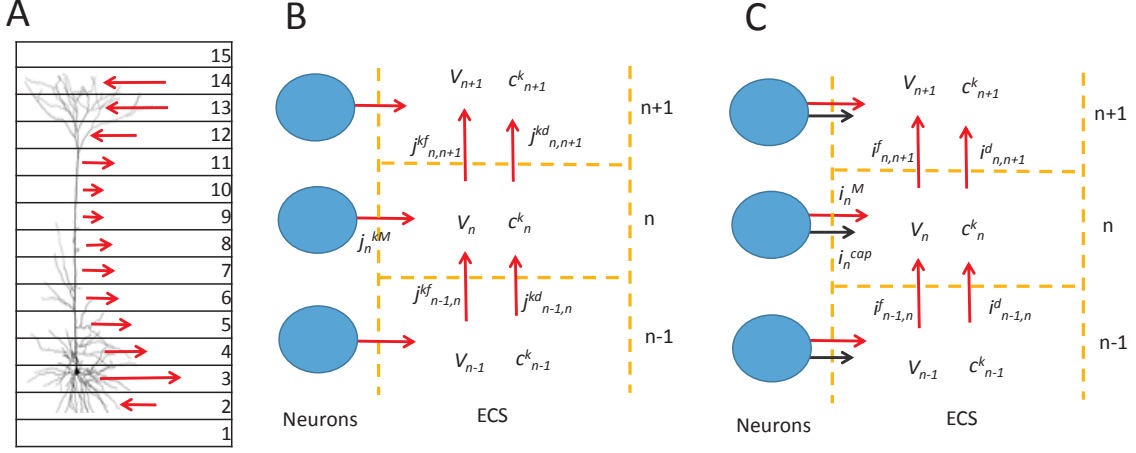 A
15
14
13
12
11
10
9
8
7
6
5
4
3
2
1
B
V_{n+1} c^k_{n+1}
n+1
j^{kf}_{n,n+1} j^{kd}_{n,n+1}
V_n c^k_n
n
j_n^{kM}
j^{kf}_{n-1,n} j^{kd}_{n-1,n}
n-1
V_{n-1} c^k_{n-1}
Neurons ECS
C
V_{n+1} c^k_{n+1}
n+1
i^f_{n,n+1} i^d_{n,n+1}
i_n^M
V_n c^k_n
n
i_n^{cap}
i^f_{n-1,n} i^d_{n-1,n}
n-1
V_{n-1} c^k_{n-1}
Neurons ECS